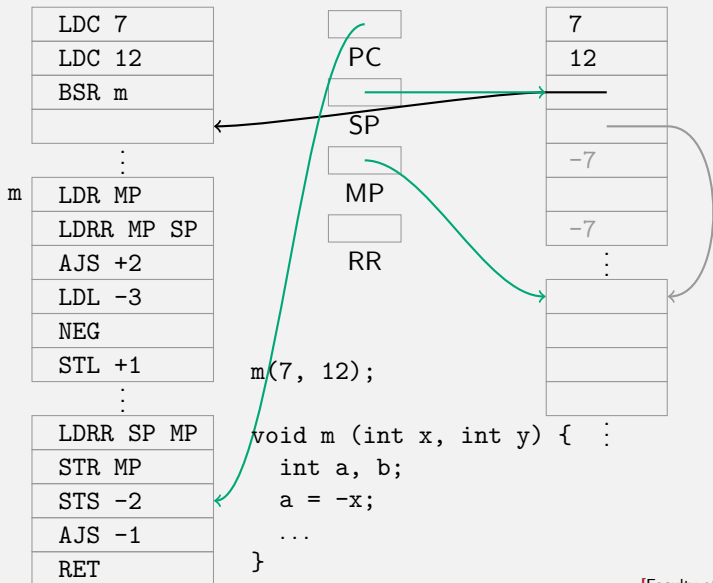 LDC 7
LDC 12
BSR m
⋮
m
LDR MP
LDRR MP SP
AJS +2
LDL -3
NEG
STL +1
⋮
LDRR SP MP
STR MP
STS -2
AJS -1
RET
PC
SP
MP
RR
m(7, 12);
void m (int x, int y) {
int a, b;
a = -x;
...
}
7
12
-7
-7
⋮
⋮